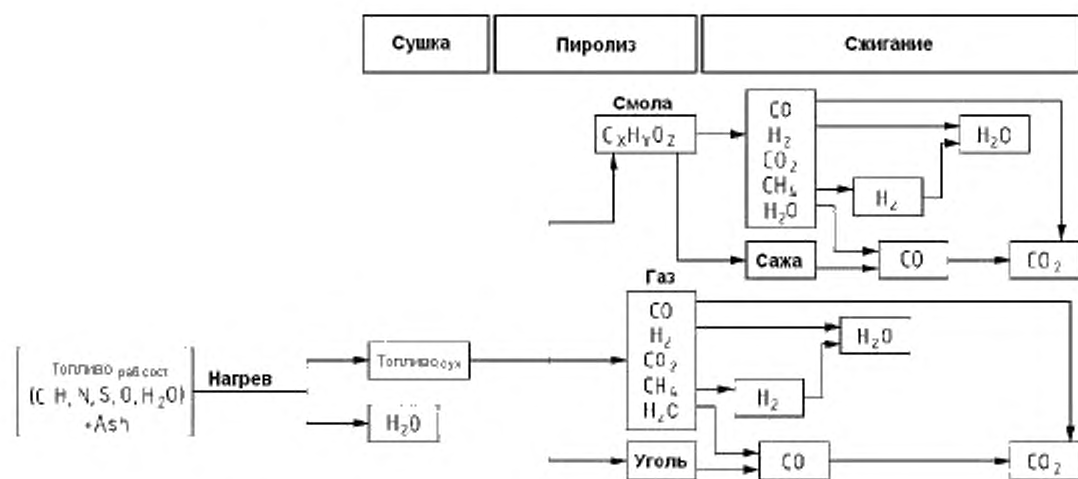 Сушка
Пиролиз
Сжигание
Смола
CₓHᵧO_Z
CO
H₂
CO₂
CH₄
H₂O
H₂O
H₂
Сажа
CO
CO₂
Газ
CO
H₂
CO₂
CH₄
H₂O
H₂O
H₂
Топливо раб сост
(C H, N, S, O, H₂O)
+Ash
Нагрев
Топливо сух
H₂O
Уголь
CO
CO₂